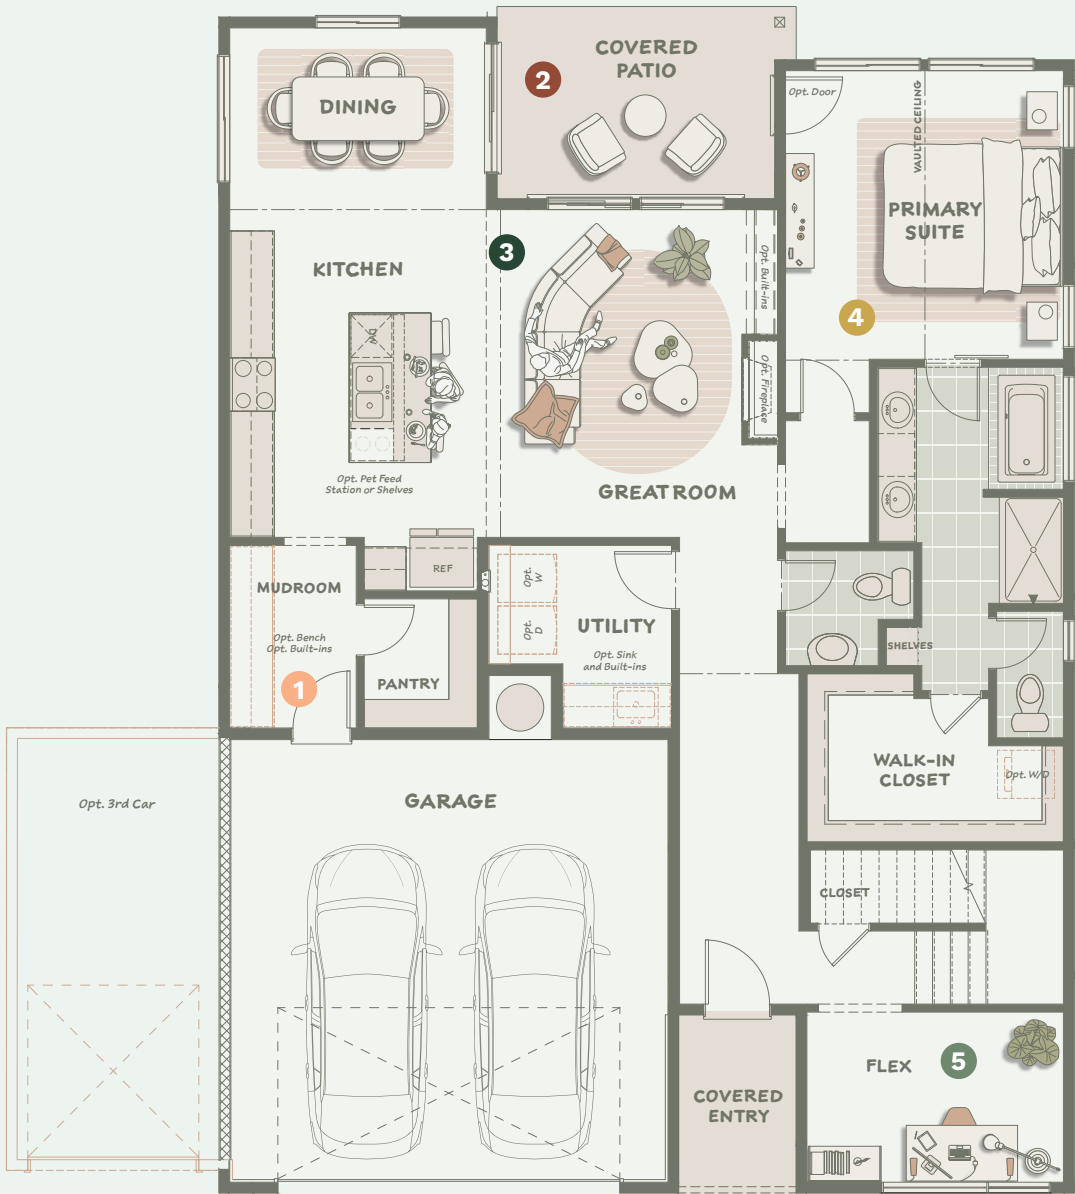 COVERED
PATIO
2
DINING
Opt. Door
VAULTED CEILING
PRIMARY
SUITE
3
KITCHEN
Opt. Built-ins
4
DW
Opt. Fireplace
Opt. Pet Feed
Station or Shelves
GREATROOM
REF
MUDROOM
Opt.
W
Opt.
D
UTILITY
Opt. Bench
Opt. Built-ins
Opt. Sink
and Built-ins
SHELVES
1
PANTRY
WALK-IN
CLOSET
Opt. W/D
Opt. 3rd Car
GARAGE
CLOSET
FLEX
5
COVERED
ENTRY